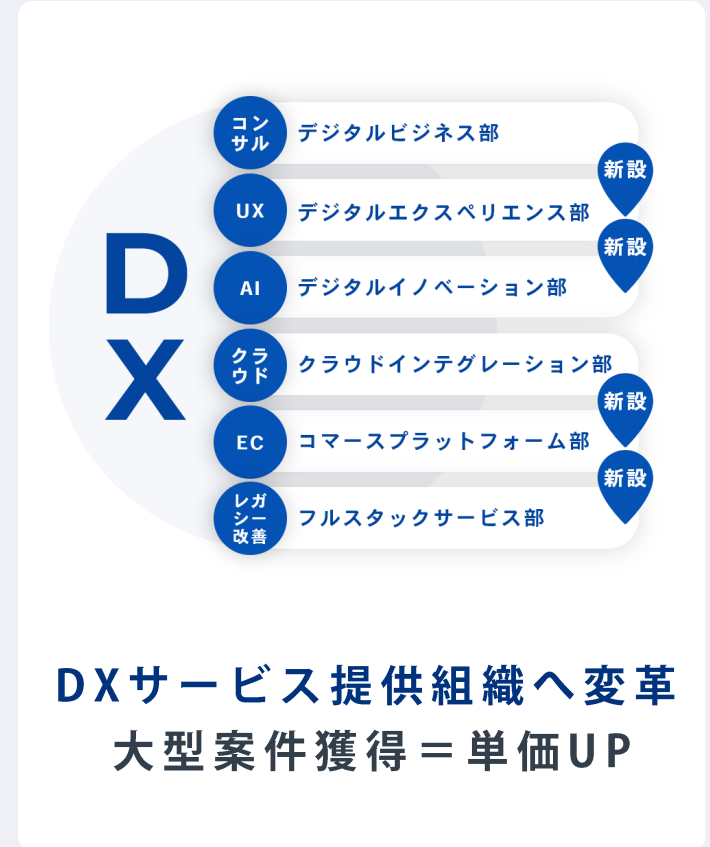 D
X
コン
サル
デジタルビジネス部
新設
UX
デジタルエクスペリエンス部
新設
AI
デジタルイノベーション部
クラ
ウド
クラウドインテグレーション部
新設
EC
コマースプラットフォーム部
新設
レガ
シー
改善
フルスタックサービス部
DXサービス提供組織へ変革
大型案件獲得＝単価UP